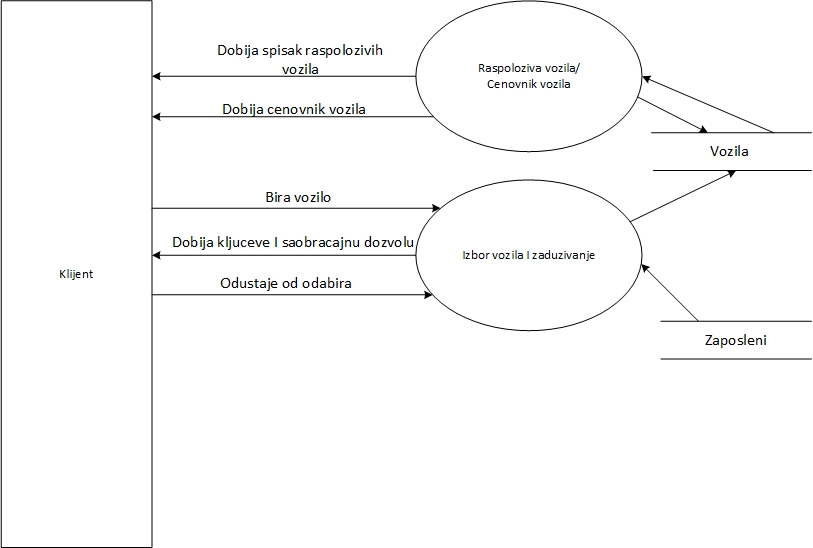 Dobija spisak raspolozivih
vozila
Raspoloziva vozila/
Cenovnik vozila
Dobija cenovnik vozila
Vozila
Bira vozilo
Dobija kljuceve I saobracajnu dozvolu
Izbor vozila I zaduzivanje
Klijent
Odustaje od odabira
Zaposleni